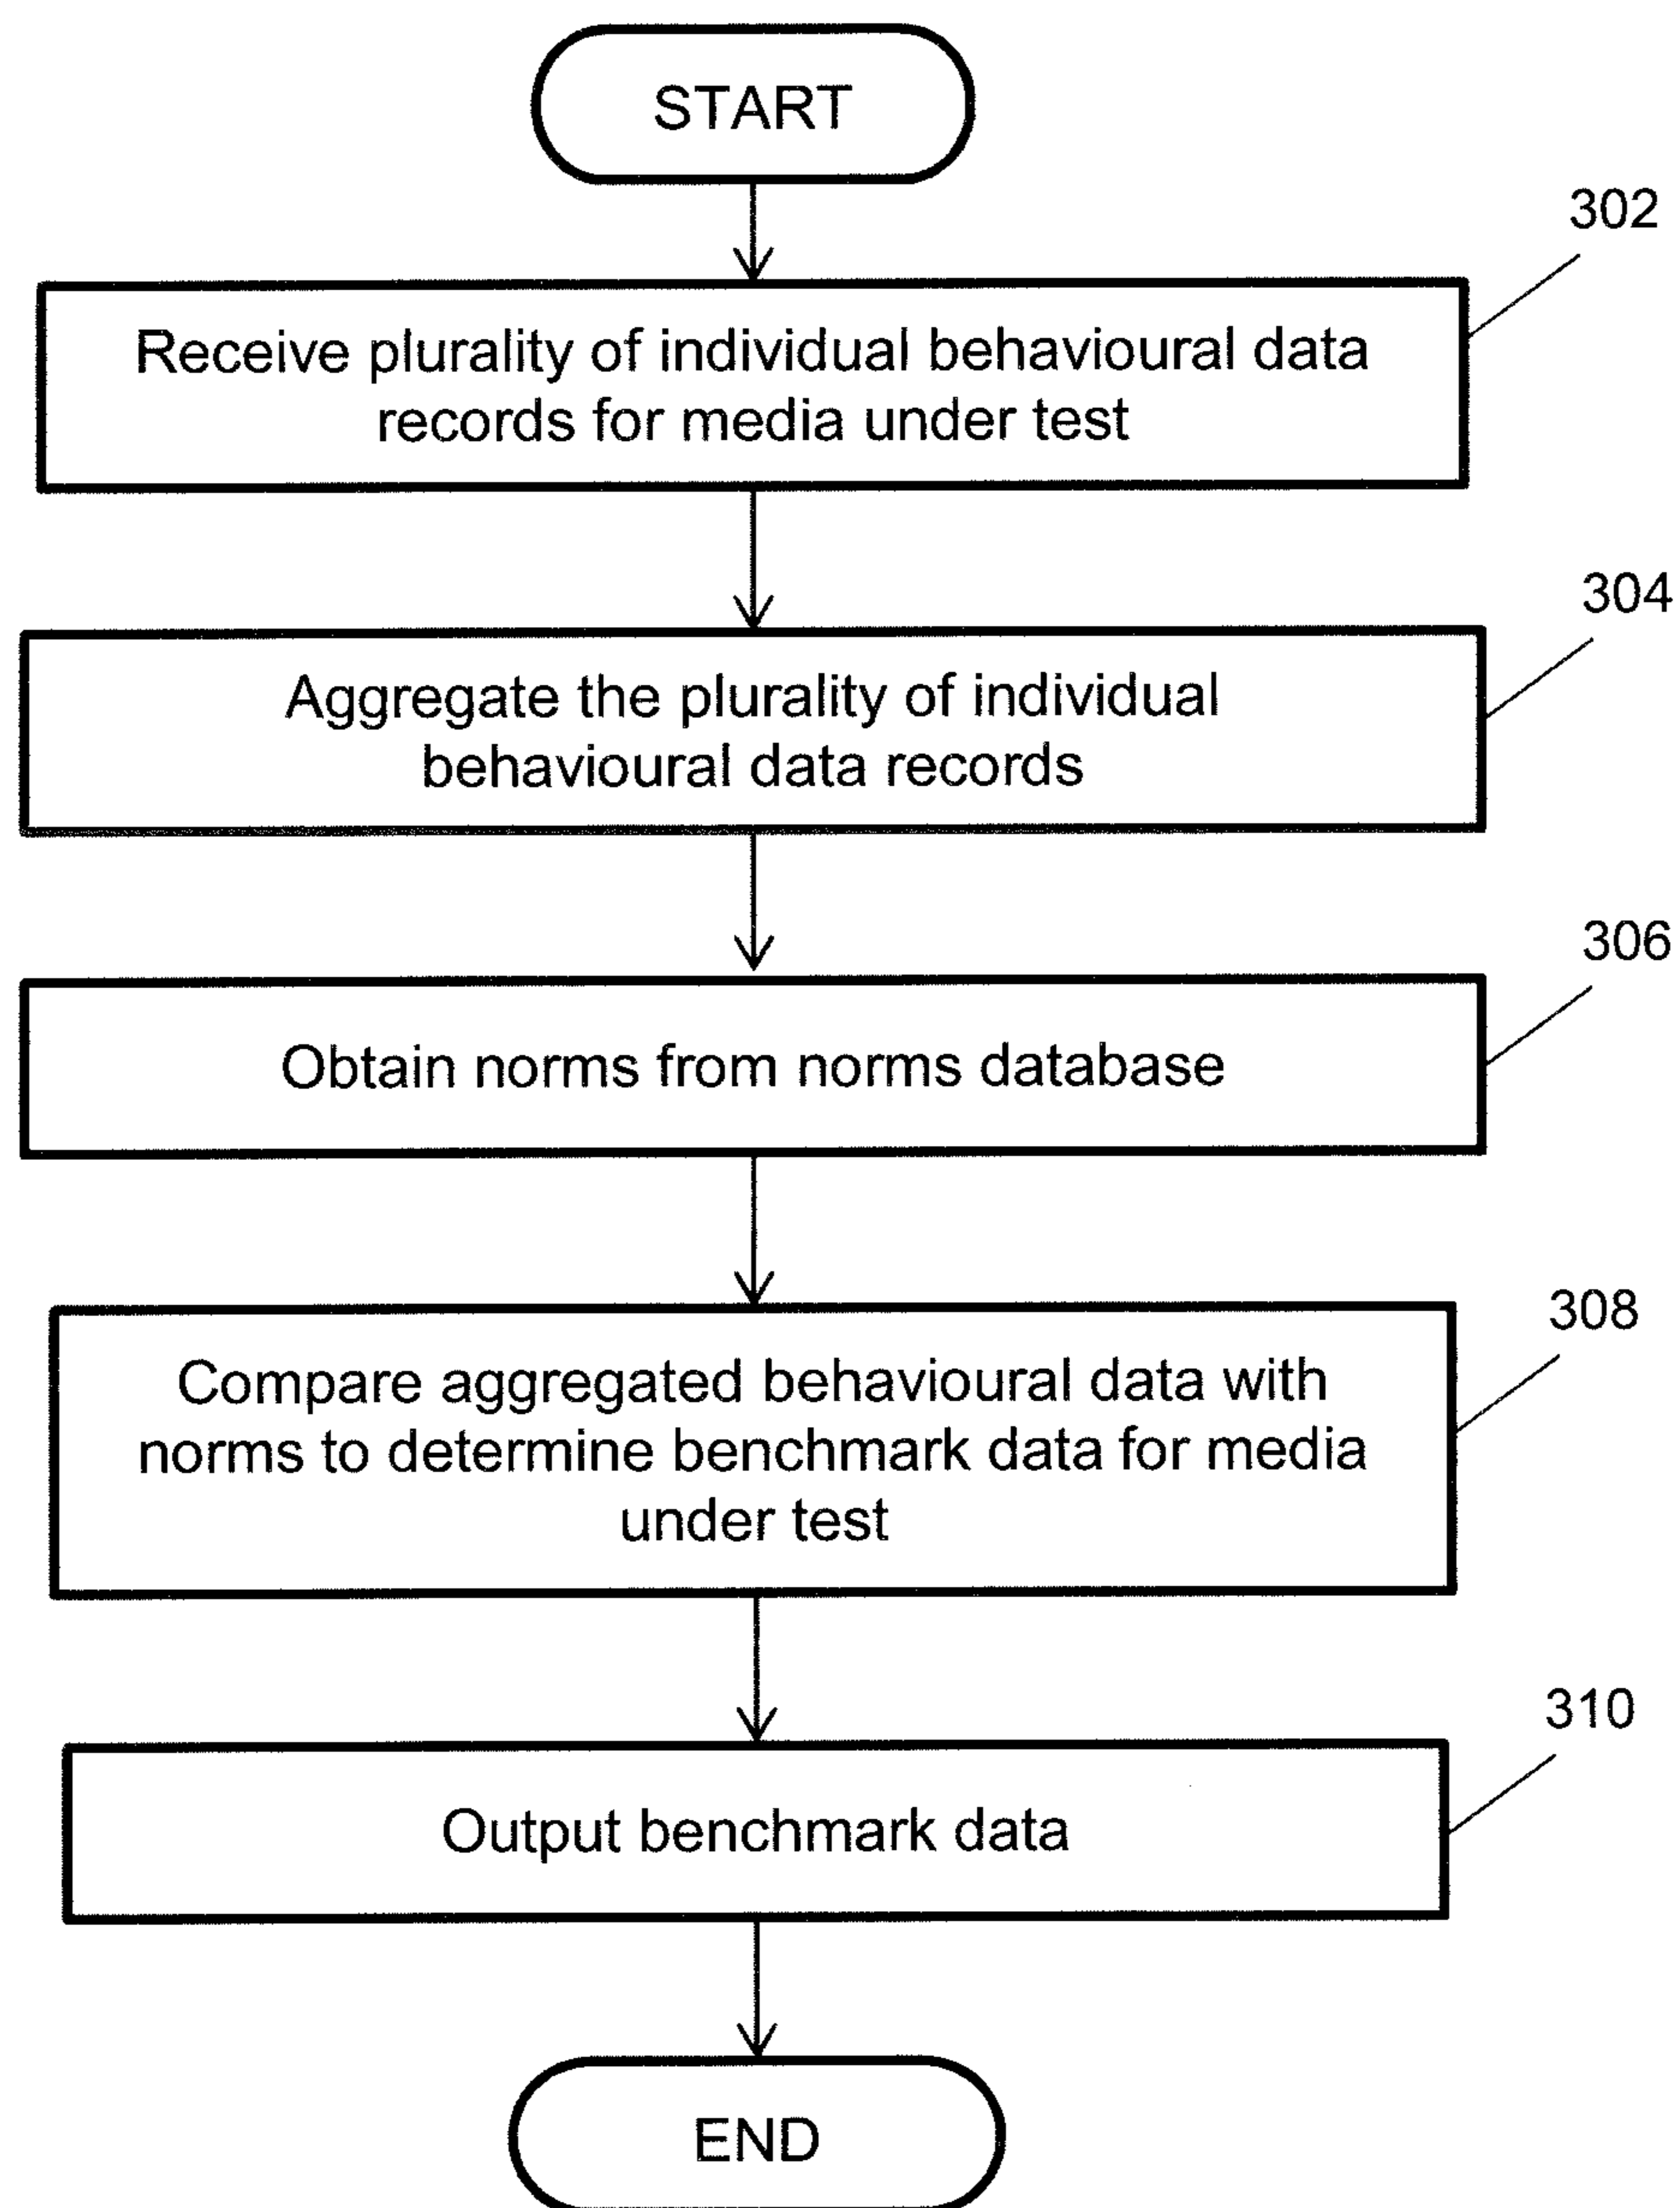 START
302
Receive plurality of individual behavioural data
records for media under test
304
Aggregate the plurality of individual
behavioural data records
306
Obtain norms from norms database
308
Compare aggregated behavioural data with
norms to determine benchmark data for media
under test
310
Output benchmark data
END